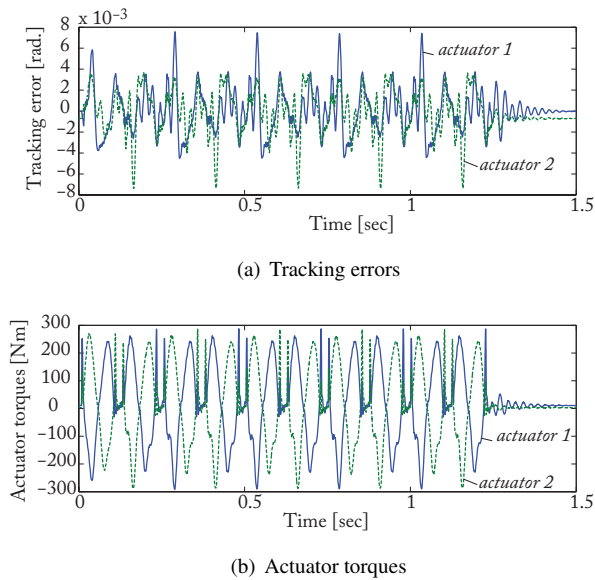 8 x 10⁻³
8
4
2
0
−2
−4
−6
−8
Tracking error [rad.]
actuator 1
actuator 2
0
0.5
1
1.5
Time [sec]
(a) Tracking errors
300
200
100
0
−100
−200
−300
Actuator torques [Nm]
actuator 1
actuator 2
0
0.5
1
1.5
Time [sec]
(b) Actuator torques